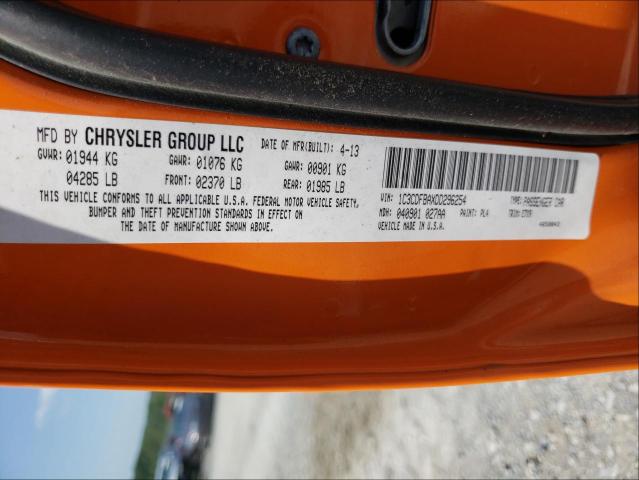 MFD BY CHRYSLER GROUP LLC DATE OF MFR(BUILT): 4-13
GVWR: 01944 KG GAWR: 01076 KG GAWR: 00901 KG
04285 LB FRONT: 02370 LB REAR: 01985 LB
THIS VEHICLE CONFORMS TO ALL APPLICABLE U.S.A. FEDERAL MOTOR VEHICLE SAFETY,
BUMPER AND THEFT PREVENTION STANDARDS IN EFFECT ON
THE DATE OF MANUFACTURE SHOWN ABOVE.
VIN: 1C3CDFBAXDD296254 TYPE: PASSENGER CAR
MDH: 040901 027AA PAINT: PL4 TRIM:
VEHICLE MADE IN U.S.A.